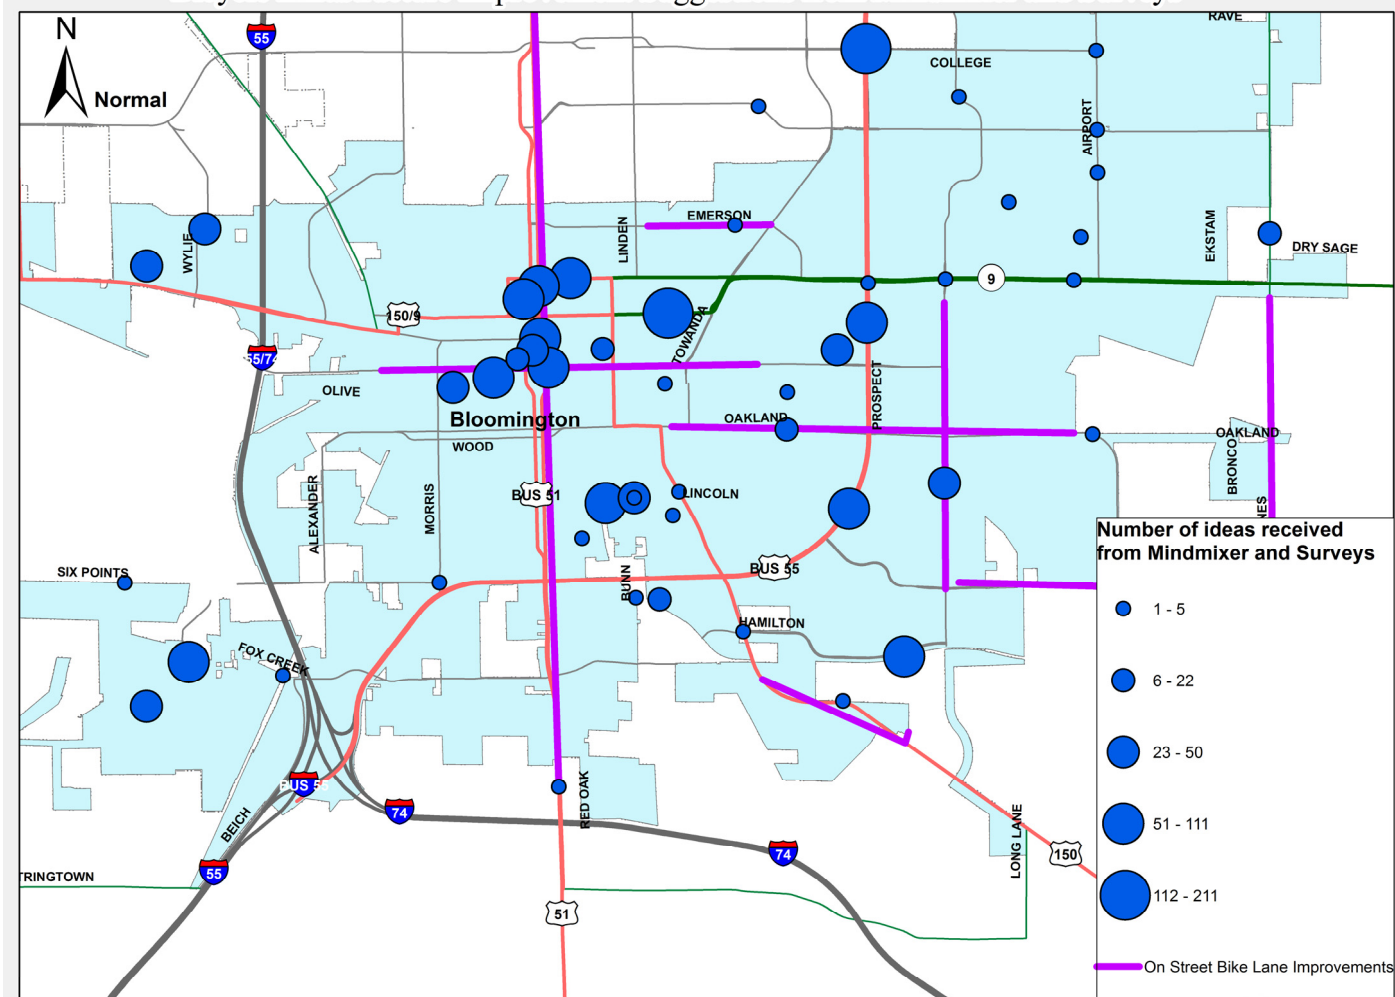 RAVE
N
55
COLLEGE
Normal
AIRPORT
EMERSON
LINDEN
EKSTAM
WYLIE
DRY SAGE
9
150/9
TOWANDA
55/74
OLIVE
PROSPECT
Bloomington
OAKLAND
OAKLAND
WOOD
BRONCO
BUS 51
LINCOLN
ALEXANDER
MORRIS
NES
Number of ideas received
from Mindmixer and Surveys
SIX POINTS
BUNN
BUS 55
1 - 5
HAMILTON
FOX CREEK
6 - 22
23 - 50
BUS 55
RED OAK
74
BEICH
51 - 111
LONG LANE
74
150
55
TRINGTOWN
112 - 211
51
On Street Bike Lane Improvements